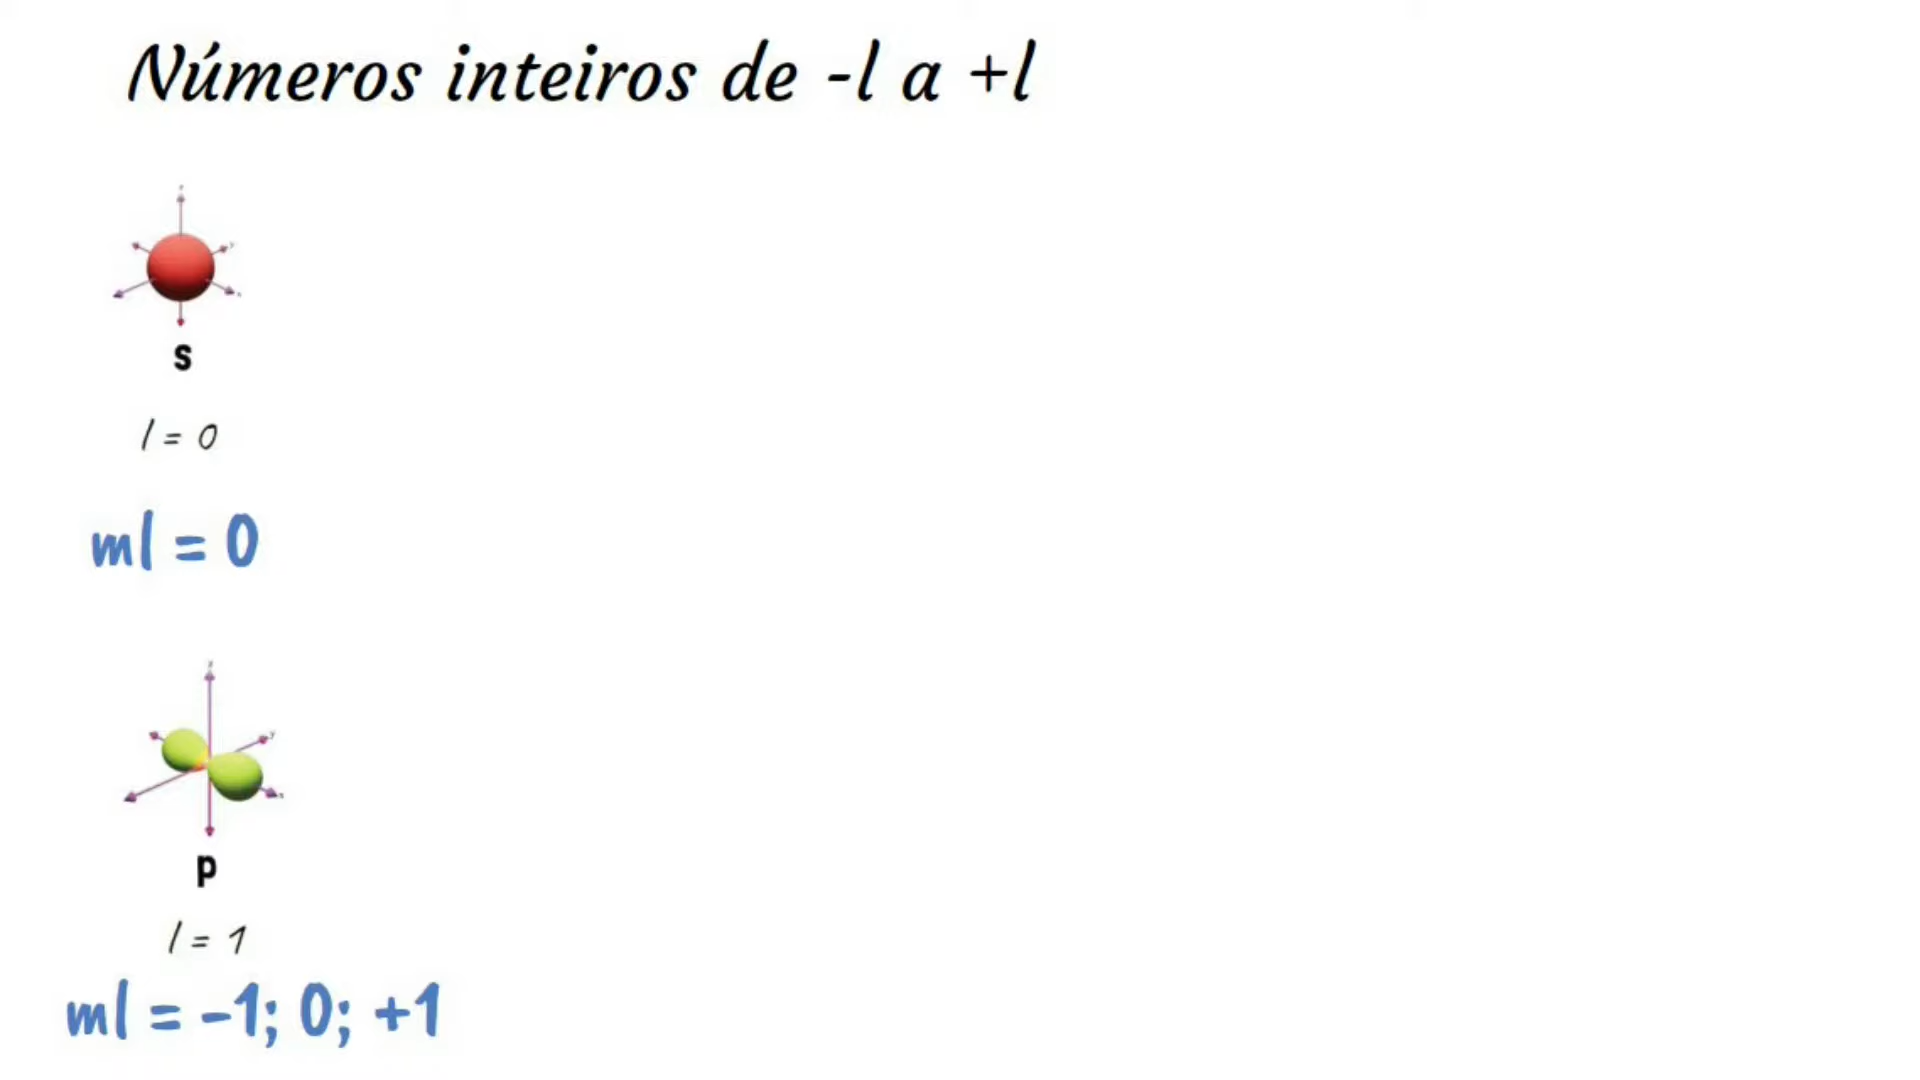 Números inteiros de -l a +l
s
l = 0
ml = 0
p
l = 1
ml = -1; 0; +1